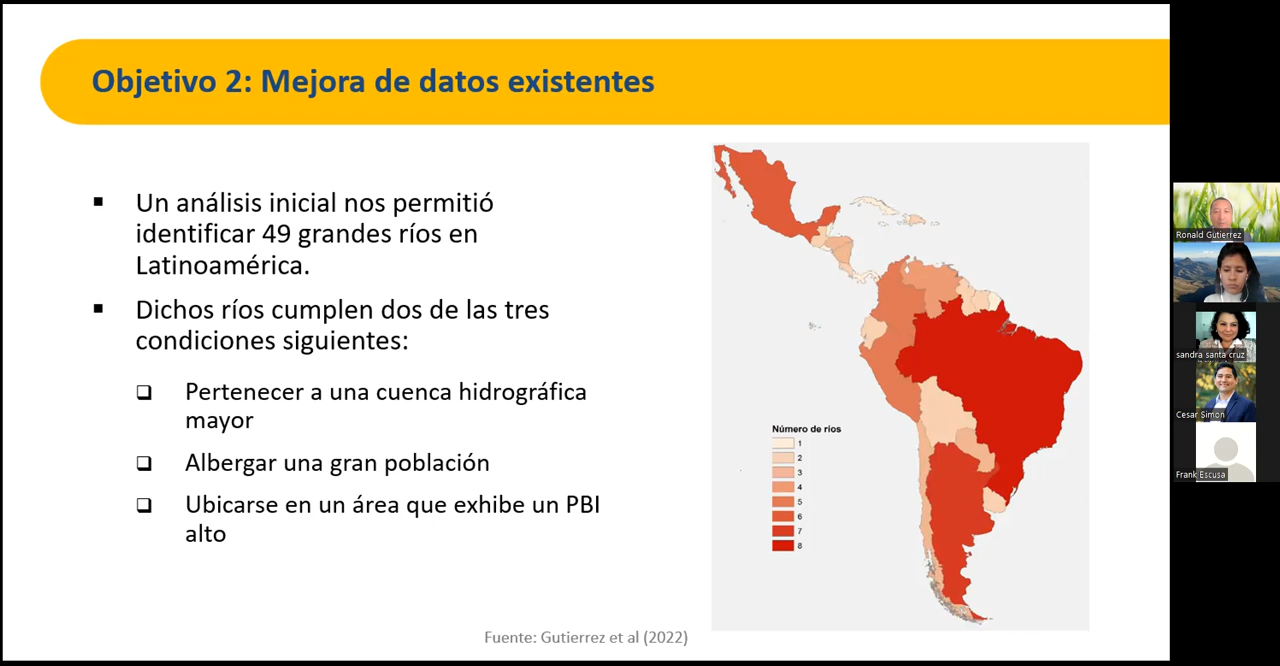 Objetivo 2: Mejora de datos existentes
Un análisis inicial nos permitió
identificar 49 grandes ríos en
Latinoamérica.
Dichos ríos cumplen dos de las tres
condiciones siguientes:
Pertenecer a una cuenca hidrográfica
mayor
Albergar una gran población
Ubicarse en un área que exhibe un PBI
alto
Número de ríos
1
2
3
4
5
6
7
8
Fuente: Gutierrez et al (2022)
Ronald Gutierrez
sandra santa cruz
Cesar Simon
Frank Escusa